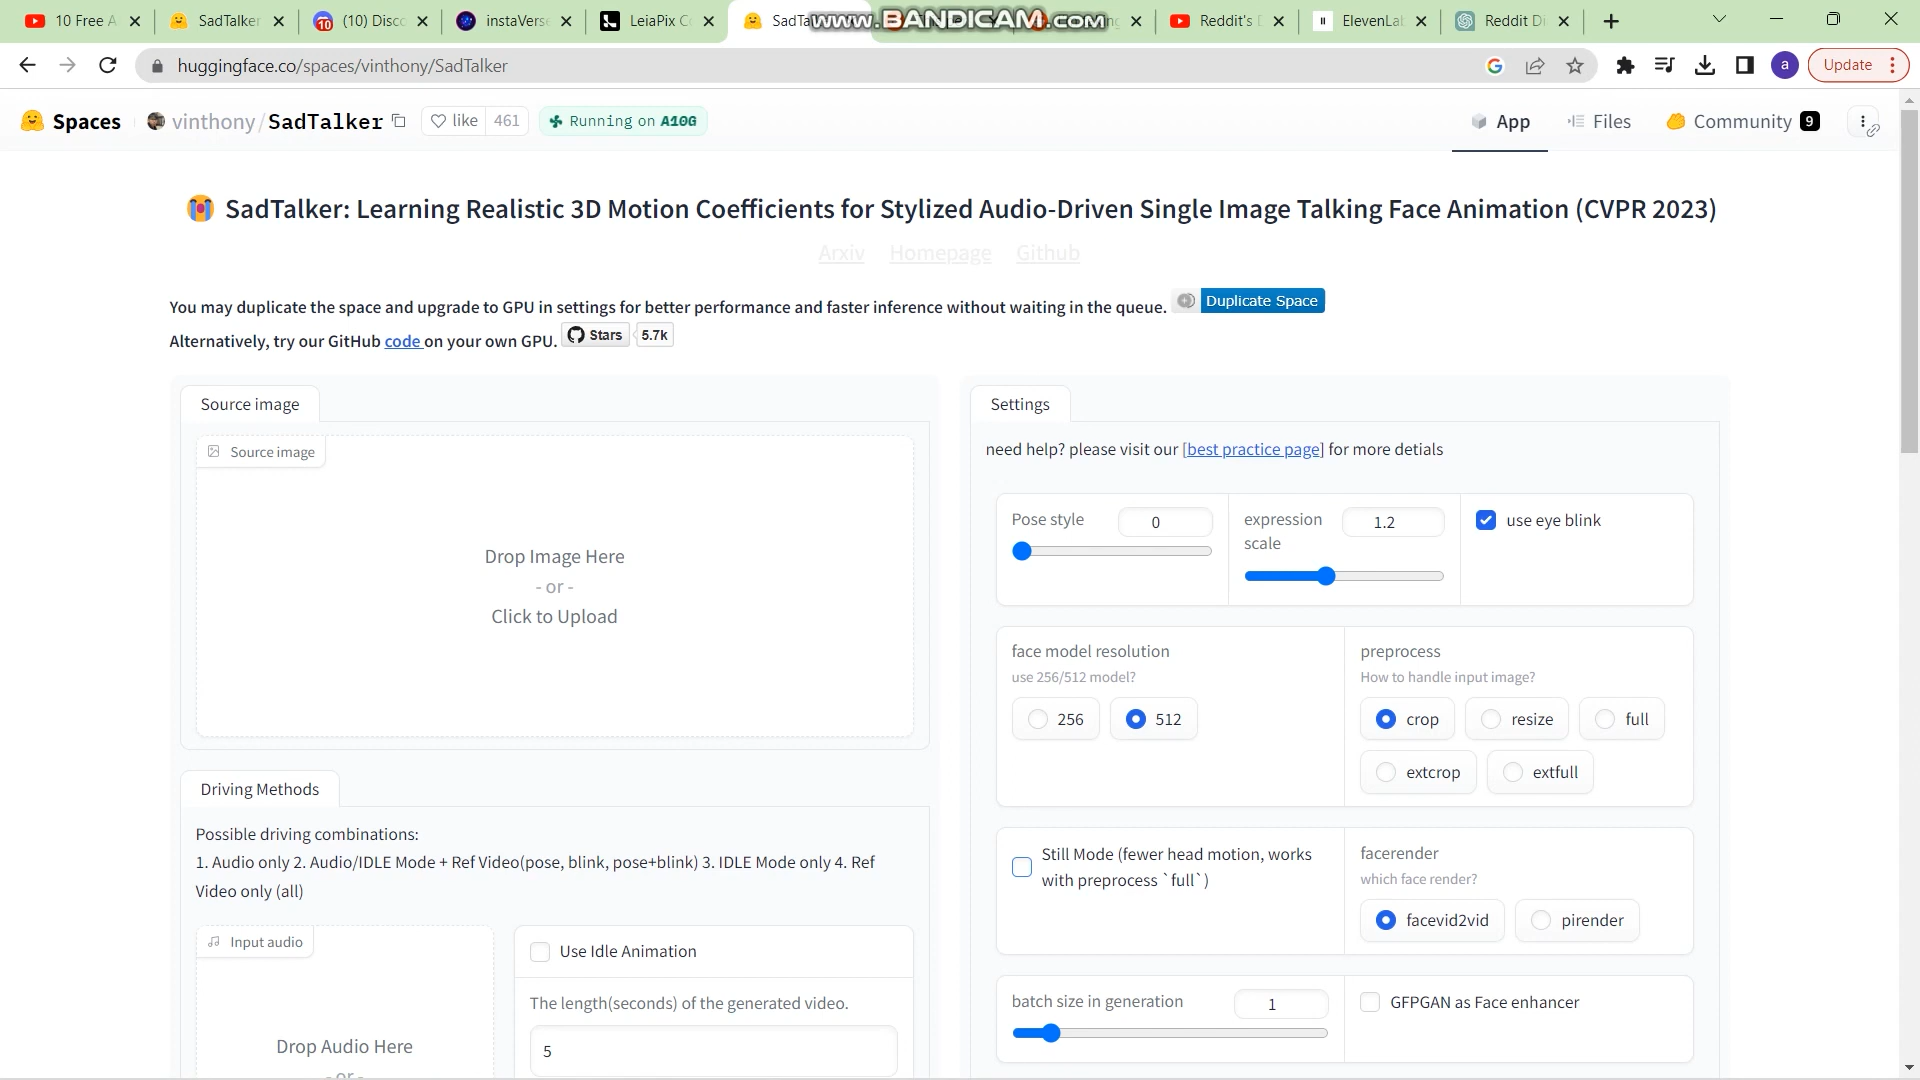 10 Free A
SadTalker
(10) Disc
instaVerse
LeiaPix C
SadTa
www.BANDICAM.com
Reddit's
ElevenLa
Reddit Di
huggingface.co/spaces/vinthony/SadTalker
a
Update
Spaces
vinthony/SadTalker
like 461
Running on A10G
App
Files
Community 9
SadTalker: Learning Realistic 3D Motion Coefficients for Stylized Audio-Driven Single Image Talking Face Animation (CVPR 2023)
Arxiv Homepage Github
You may duplicate the space and upgrade to GPU in settings for better performance and faster inference without waiting in the queue. Duplicate Space
Alternatively, try our GitHub code on your own GPU. Stars 5.7k
Source image
Source image
Drop Image Here
- or -
Click to Upload
Driving Methods
Possible driving combinations:
1. Audio only 2. Audio/IDLE Mode + Ref Video(pose, blink, pose+blink) 3. IDLE Mode only 4. Ref
Video only (all)
Input audio
Drop Audio Here
- or -
Use Idle Animation
The length(seconds) of the generated video.
5
Settings
need help? please visit our [best practice page] for more detials
Pose style 0
expression
scale
1.2
use eye blink
face model resolution
use 256/512 model?
256 512
preprocess
How to handle input image?
crop resize full
extcrop extfull
Still Mode (fewer head motion, works
with preprocess `full`)
facerender
which face render?
facevid2vid pirender
batch size in generation 1
GFPGAN as Face enhancer